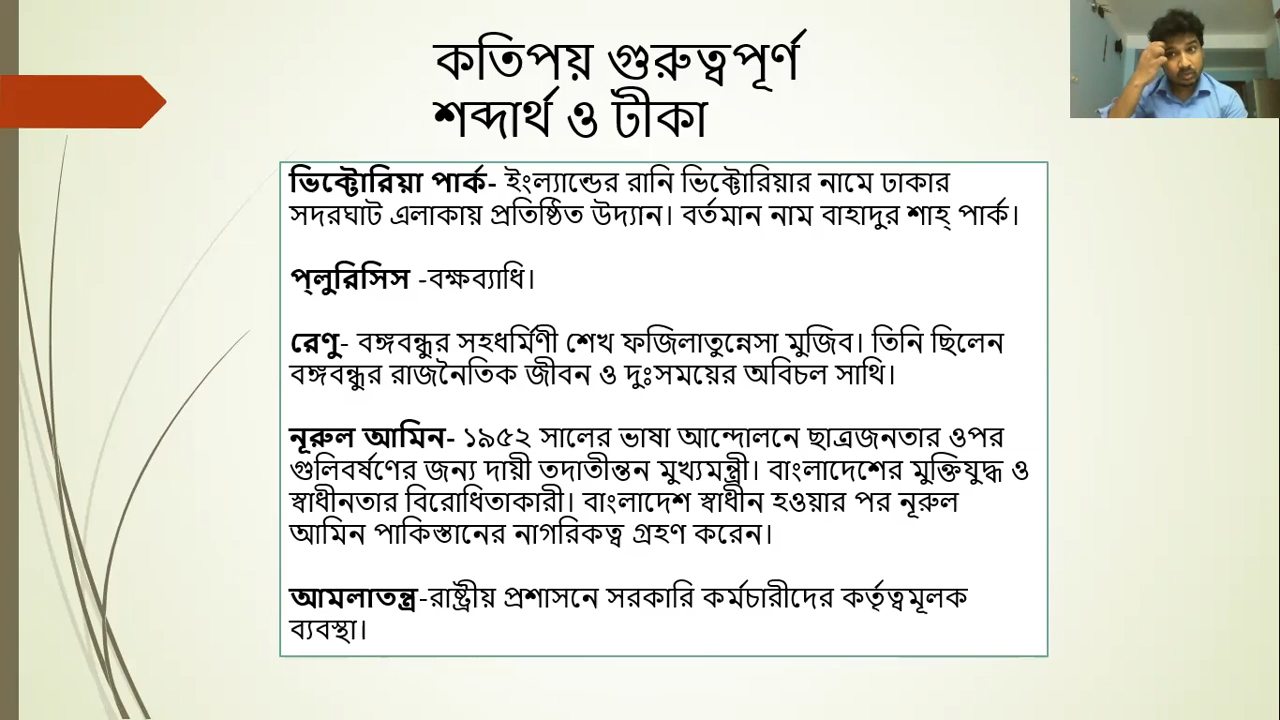 কতিপয় গুরুত্বপূর্ণ
শব্দার্থ ও টীকা
ভিক্টোরিয়া পার্ক- ইংল্যান্ডের রানি ভিক্টোরিয়ার নামে ঢাকার
সদরঘাট এলাকায় প্রতিষ্ঠিত উদ্যান। বর্তমান নাম বাহাদুর শাহ্ পার্ক।
প্লুরিসিস -বক্ষব্যাধি।
রেণু- বঙ্গবন্ধুর সহধর্মিণী শেখ ফজিলাতুন্নেসা মুজিব। তিনি ছিলেন
বঙ্গবন্ধুর রাজনৈতিক জীবন ও দুঃসময়ের অবিচল সাথি।
নূরুল আমিন- ১৯৫২ সালের ভাষা আন্দোলনে ছাত্রজনতার ওপর
গুলিবর্ষণের জন্য দায়ী তদাতীন্তন মুখ্যমন্ত্রী। বাংলাদেশের মুক্তিযুদ্ধ ও
স্বাধীনতার বিরোধিতাকারী। বাংলাদেশ স্বাধীন হওয়ার পর নূরুল
আমিন পাকিস্তানের নাগরিকত্ব গ্রহণ করেন।
আমলাতন্ত্র-রাষ্ট্রীয় প্রশাসনে সরকারি কর্মচারীদের কর্তৃত্বমূলক
ব্যবস্থা।